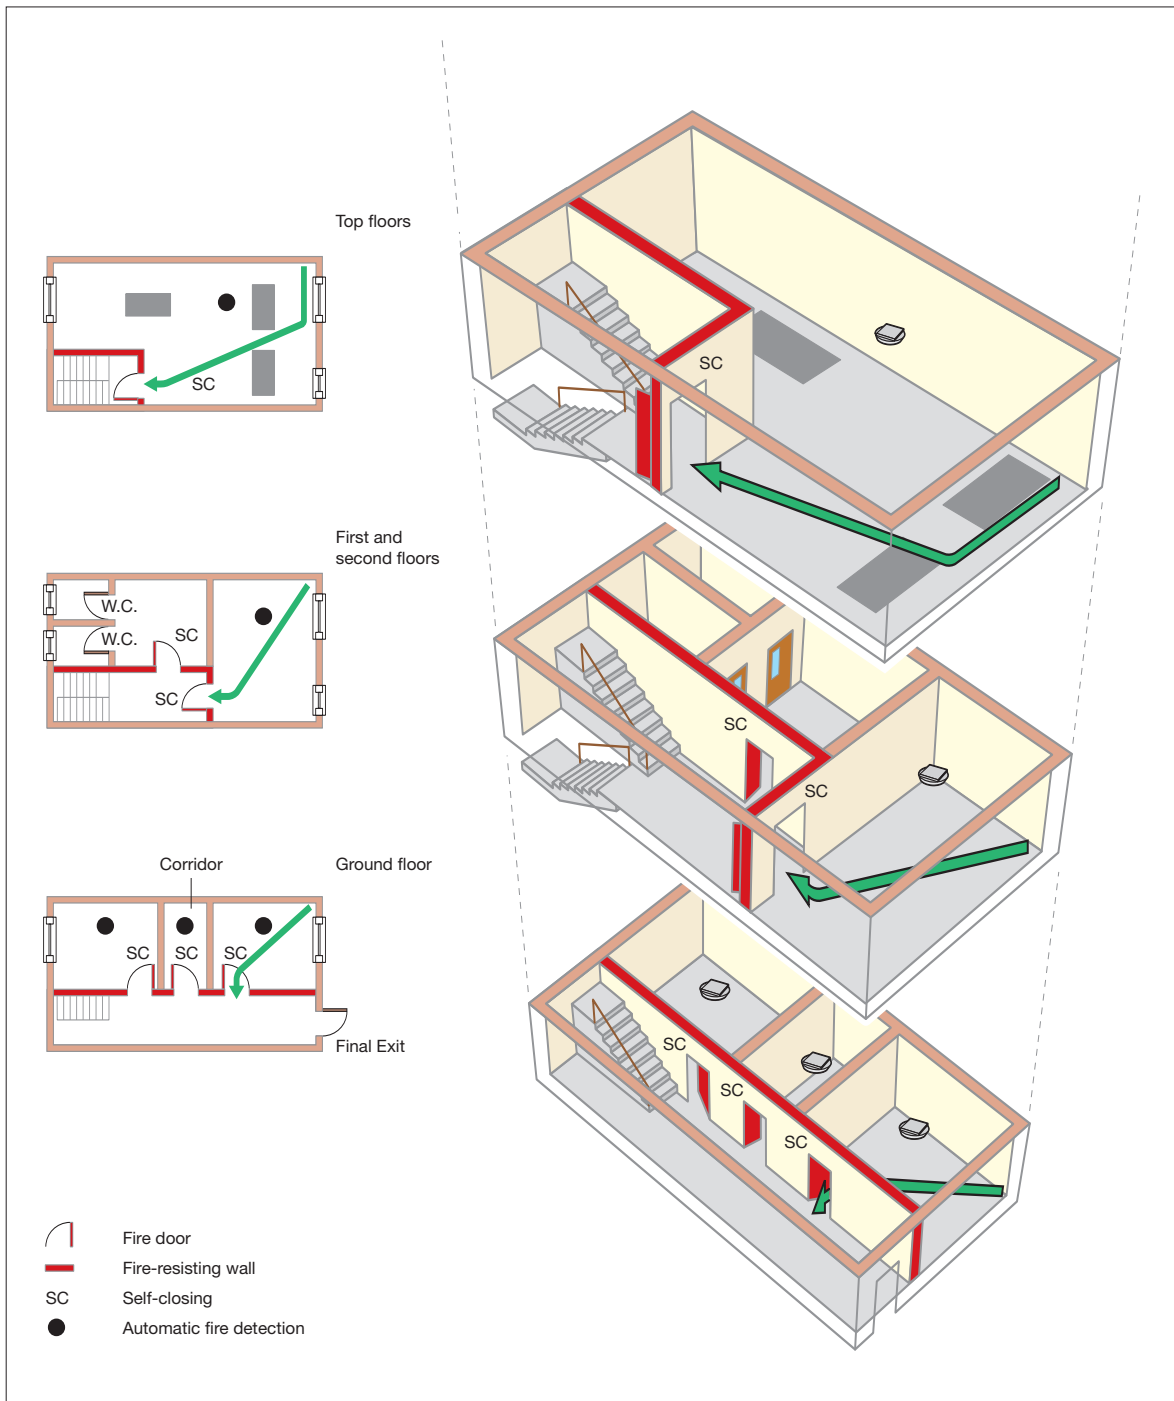 Top floors
SC
SC
First and
second floors
W.C.
W.C.
SC
SC
SC
SC
Corridor
Ground floor
SC
SC
SC
Final Exit
SC
SC
SC
Fire door
Fire-resisting wall
SC
Self-closing
Automatic fire detection